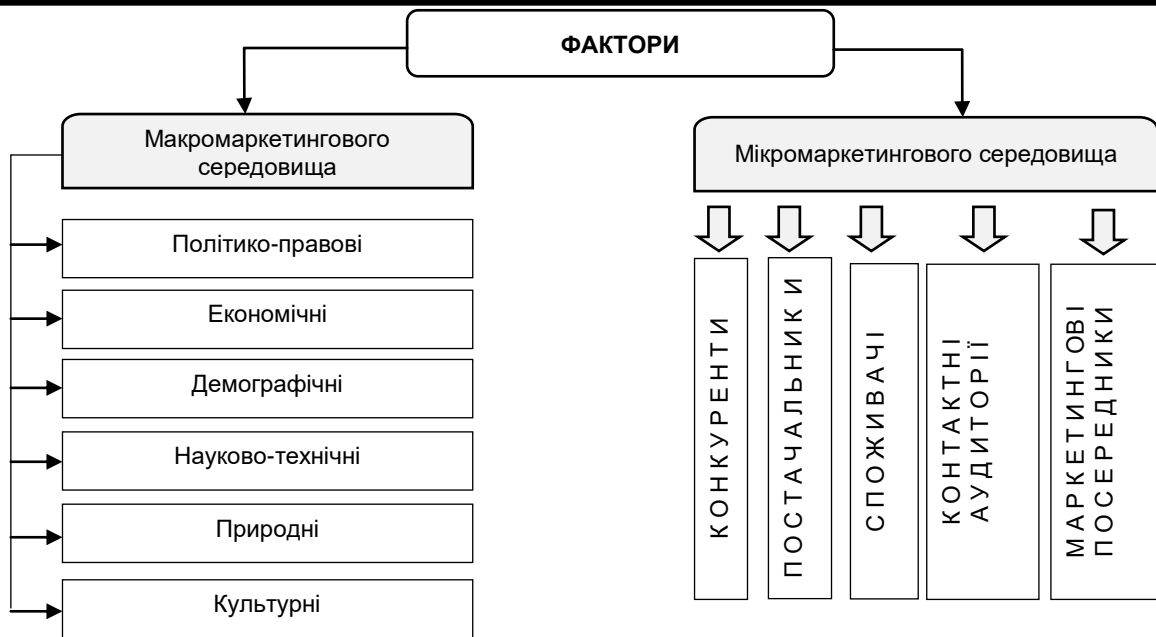 ФАКТОРИ
Макромаркетингового
середовища
Мікромаркетингового середовища
Політико-правові
Економічні
Демографічні
Науково-технічні
Природні
Культурні
КОНКУРЕНТИ
ПОСТАЧАЛЬНИКИ
СПОЖИВАЧІ
КОНТАКТНІ
АУДИТОРІЇ
МАРКЕТИНГОВІ
ПОСЕРЕДНИКИ